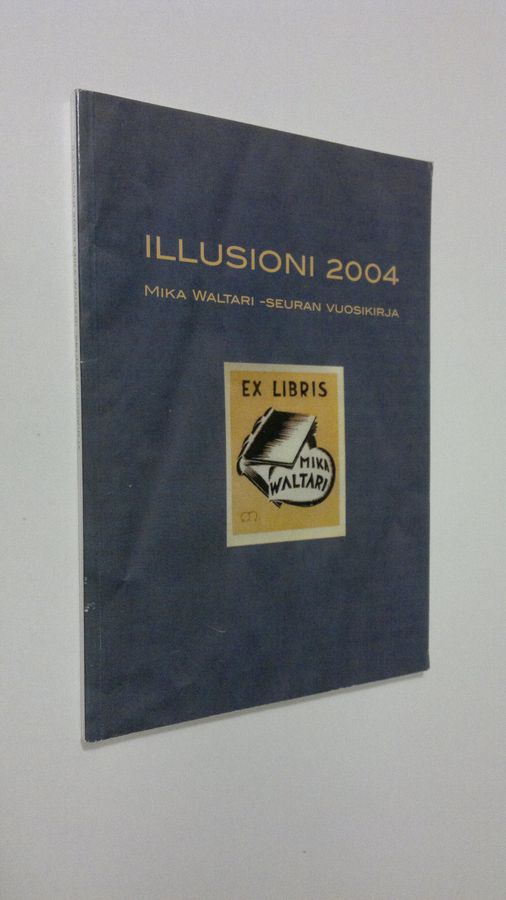 ILLUSIONI 2004
MIKA WALTARI -SEURAN VUOSIKIRJA
EX LIBRIS
MIKA
WALTARI